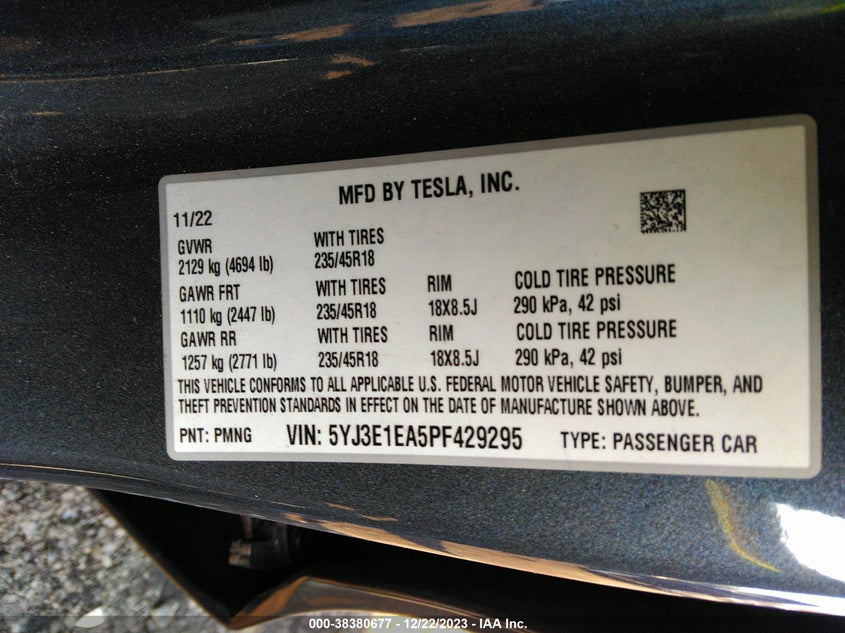 MFD BY TESLA, INC.
11/22
GVWR WITH TIRES
2129 kg (4694 lb) 235/45R18
GAWR FRT WITH TIRES RIM COLD TIRE PRESSURE
1110 kg (2447 lb) 235/45R18 18X8.5J 290 kPa, 42 psi
GAWR RR WITH TIRES RIM COLD TIRE PRESSURE
1257 kg (2771 lb) 235/45R18 18X8.5J 290 kPa, 42 psi
THIS VEHICLE CONFORMS TO ALL APPLICABLE U.S. FEDERAL MOTOR VEHICLE SAFETY, BUMPER, AND
THEFT PREVENTION STANDARDS IN EFFECT ON THE DATE OF MANUFACTURE SHOWN ABOVE.
PNT: PMNG VIN: 5YJ3E1EA5PF429295 TYPE: PASSENGER CAR
000-38380677 - 12/22/2023 - IAA Inc.